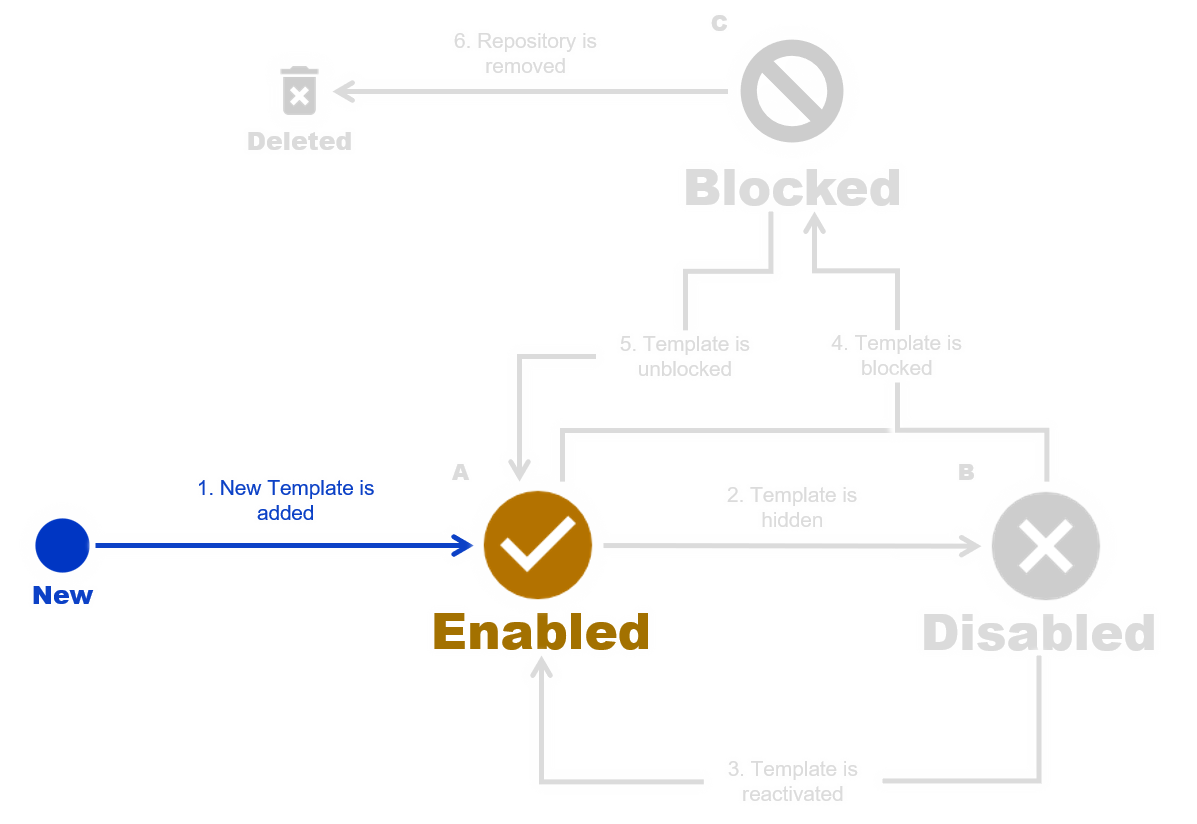 C
6. Repository is
removed
Deleted
Blocked
5. Template is
unblocked
4. Template is
blocked
A
B
1. New Template is
added
2. Template is
hidden
New
Enabled
Disabled
3. Template is
reactivated